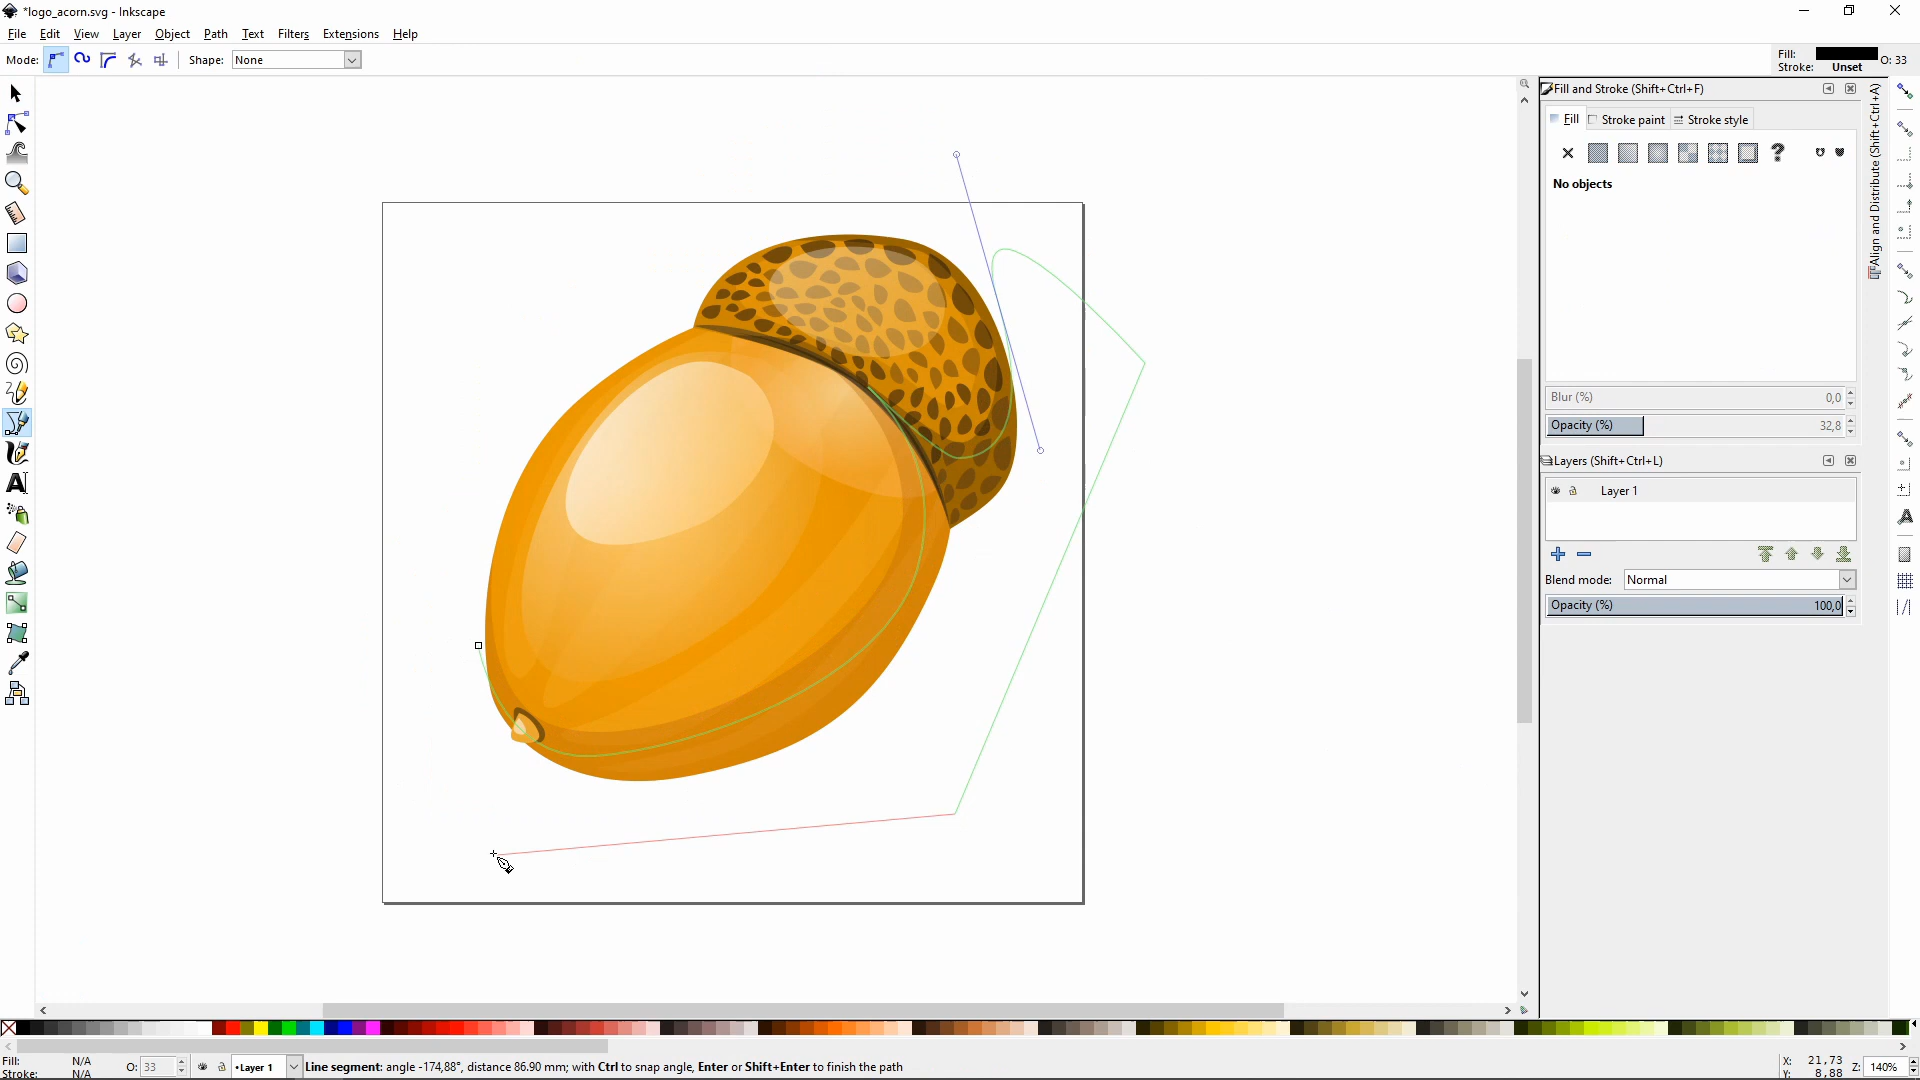 *logo_acorn.svg - Inkscape
File Edit View Layer Object Path Text Filters Extensions Help
Mode: Shape: None
Fill:
Stroke: Unset
O: 33
Fill and Stroke (Shift+Ctrl+F)
Fill Stroke paint Stroke style
No objects
Blur (%) 0,0
Opacity (%) 32,8
Align and Distribute (Shift+Ctrl+A)
Layers (Shift+Ctrl+L)
Layer 1
Blend mode: Normal
Opacity (%) 100,0
Fill: N/A
Stroke: N/A
O: 33
•Layer 1
Line segment: angle -174,88°, distance 86.90 mm; with Ctrl to snap angle, Enter or Shift+Enter to finish the path
X: 21,73
Y: 8,88
Z: 140%